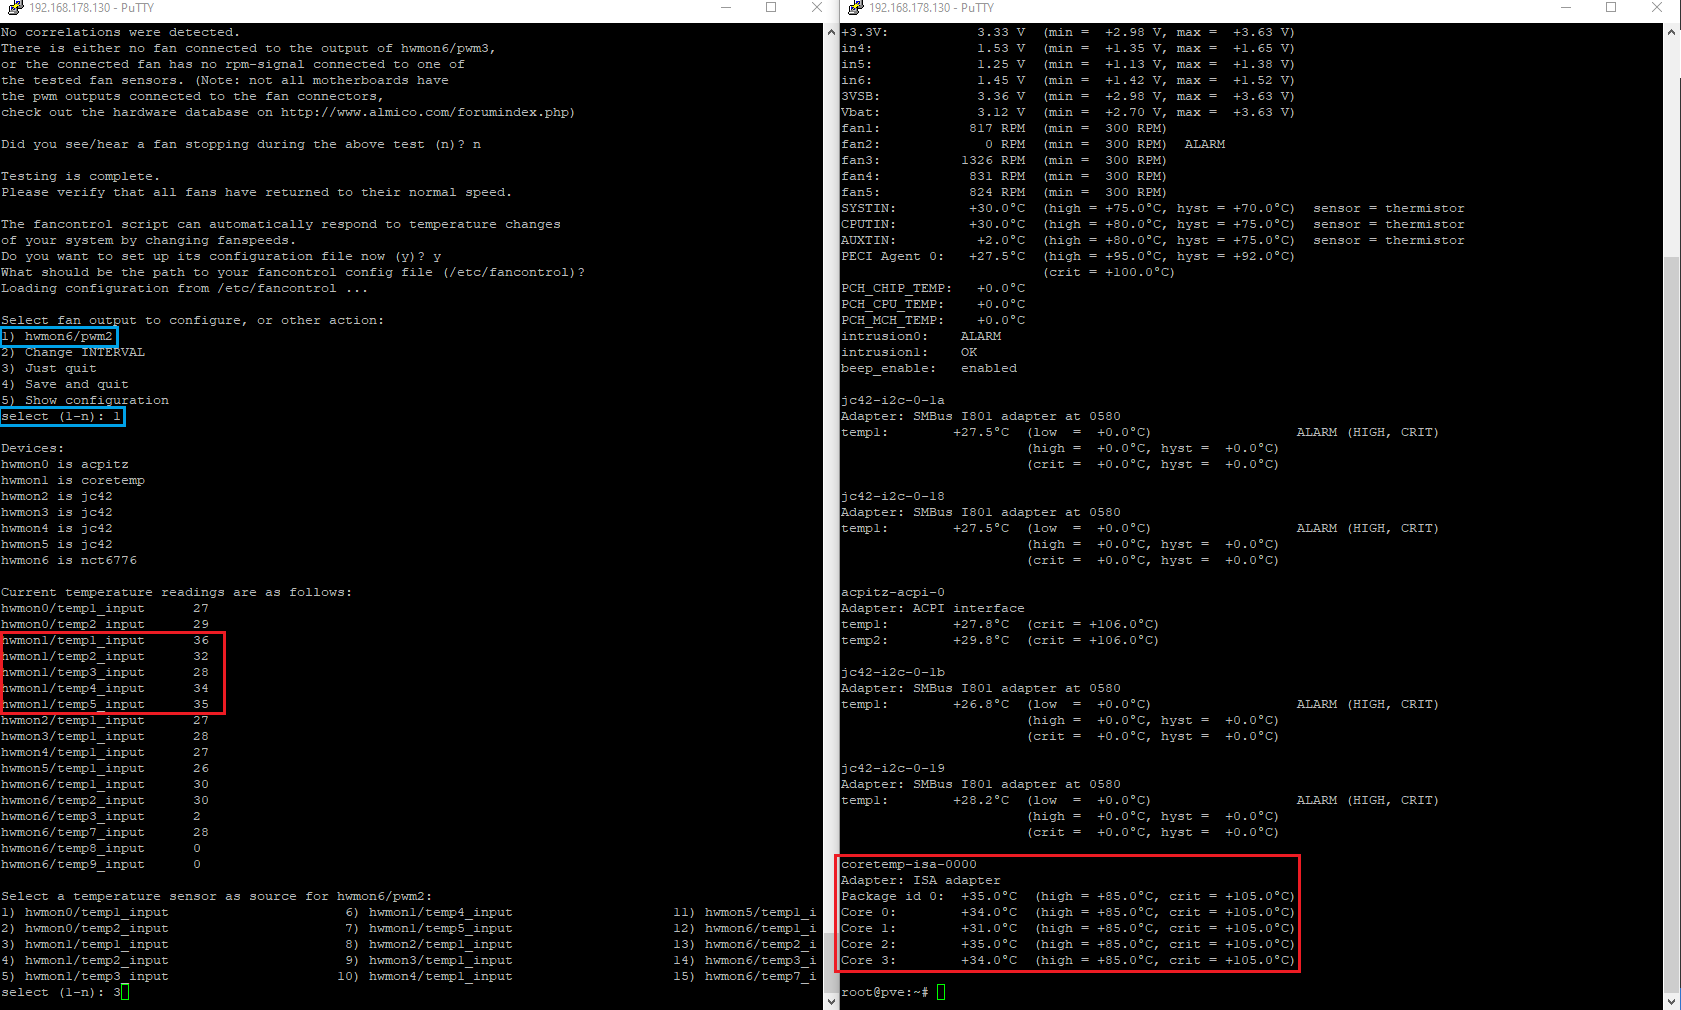 192.168.178.130 - PuTTY
No correlations were detected.
There is either no fan connected to the output of hwmon6/pwm3,
or the connected fan has no rpm-signal connected to one of
the tested fan sensors. (Note: not all motherboards have
the pwm outputs connected to the fan connectors,
check out the hardware database on http://www.almico.com/forumindex.php)
Did you see/hear a fan stopping during the above test (n)? n
Testing is complete.
Please verify that all fans have returned to their normal speed.
The fancontrol script can automatically respond to temperature changes
of your system by changing fanspeeds.
Do you want to set up its configuration file now (y)? y
What should be the path to your fancontrol config file (/etc/fancontrol)?
Loading configuration from /etc/fancontrol ...
Select fan output to configure, or other action:
1) hwmon6/pwm2
2) Change INTERVAL
3) Just quit
4) Save and quit
5) Show configuration
select (1-n): 1
Devices:
hwmon0 is acpitz
hwmon1 is coretemp
hwmon2 is jc42
hwmon3 is jc42
hwmon4 is jc42
hwmon5 is jc42
hwmon6 is nct6776
Current temperature readings are as follows:
hwmon0/temp1_input      27
hwmon0/temp2_input      29
hwmon1/temp1_input      36
hwmon1/temp2_input      32
hwmon1/temp3_input      28
hwmon1/temp4_input      34
hwmon1/temp5_input      35
hwmon2/temp1_input      27
hwmon3/temp1_input      28
hwmon4/temp1_input      27
hwmon5/temp1_input      26
hwmon6/temp1_input      30
hwmon6/temp2_input      30
hwmon6/temp3_input      2
hwmon6/temp7_input      28
hwmon6/temp8_input      0
hwmon6/temp9_input      0
Select a temperature sensor as source for hwmon6/pwm2:
1) hwmon0/temp1_input    6) hwmon1/temp4_input    11) hwmon5/temp1_i
2) hwmon0/temp2_input    7) hwmon1/temp5_input    12) hwmon6/temp1_i
3) hwmon1/temp1_input    8) hwmon2/temp1_input    13) hwmon6/temp2_i
4) hwmon1/temp2_input    9) hwmon3/temp1_input    14) hwmon6/temp3_i
5) hwmon1/temp3_input    10) hwmon4/temp1_input    15) hwmon6/temp7_i
select (1-n): 3
192.168.178.130 - PuTTY
+3.3V: 3.33 V (min = +2.98 V, max = +3.63 V)
in4: 1.53 V (min = +1.35 V, max = +1.65 V)
in5: 1.25 V (min = +1.13 V, max = +1.38 V)
in6: 1.45 V (min = +1.42 V, max = +1.52 V)
3VSB: 3.36 V (min = +2.98 V, max = +3.63 V)
Vbat: 3.12 V (min = +2.70 V, max = +3.63 V)
fan1: 817 RPM (min = 300 RPM)
fan2: 0 RPM (min = 300 RPM) ALARM
fan3: 1326 RPM (min = 300 RPM)
fan4: 831 RPM (min = 300 RPM)
fan5: 824 RPM (min = 300 RPM)
SYSTIN: +30.0°C (high = +75.0°C, hyst = +70.0°C) sensor = thermistor
CPUTIN: +30.0°C (high = +80.0°C, hyst = +75.0°C) sensor = thermistor
AUXTIN: +2.0°C (high = +80.0°C, hyst = +75.0°C) sensor = thermistor
PECI Agent 0: +27.5°C (high = +95.0°C, hyst = +92.0°C)
(crit = +100.0°C)
PCH_CHIP_TEMP: +0.0°C
PCH_CPU_TEMP: +0.0°C
PCH_MCH_TEMP: +0.0°C
intrusion0: ALARM
intrusion1: OK
beep_enable: enabled
jc42-i2c-0-1a
Adapter: SMBus I801 adapter at 0580
temp1: +27.5°C (low = +0.0°C) ALARM (HIGH, CRIT)
(high = +0.0°C, hyst = +0.0°C)
(crit = +0.0°C, hyst = +0.0°C)
jc42-i2c-0-18
Adapter: SMBus I801 adapter at 0580
temp1: +27.5°C (low = +0.0°C) ALARM (HIGH, CRIT)
(high = +0.0°C, hyst = +0.0°C)
(crit = +0.0°C, hyst = +0.0°C)
acpitz-acpi-0
Adapter: ACPI interface
temp1: +27.8°C (crit = +106.0°C)
temp2: +29.8°C (crit = +106.0°C)
jc42-i2c-0-1b
Adapter: SMBus I801 adapter at 0580
temp1: +26.8°C (low = +0.0°C) ALARM (HIGH, CRIT)
(high = +0.0°C, hyst = +0.0°C)
(crit = +0.0°C, hyst = +0.0°C)
jc42-i2c-0-19
Adapter: SMBus I801 adapter at 0580
temp1: +28.2°C (low = +0.0°C) ALARM (HIGH, CRIT)
(high = +0.0°C, hyst = +0.0°C)
(crit = +0.0°C, hyst = +0.0°C)
coretemp-isa-0000
Adapter: ISA adapter
Package id 0: +35.0°C (high = +85.0°C, crit = +105.0°C)
Core 0: +34.0°C (high = +85.0°C, crit = +105.0°C)
Core 1: +31.0°C (high = +85.0°C, crit = +105.0°C)
Core 2: +35.0°C (high = +85.0°C, crit = +105.0°C)
Core 3: +34.0°C (high = +85.0°C, crit = +105.0°C)
root@pve:~#